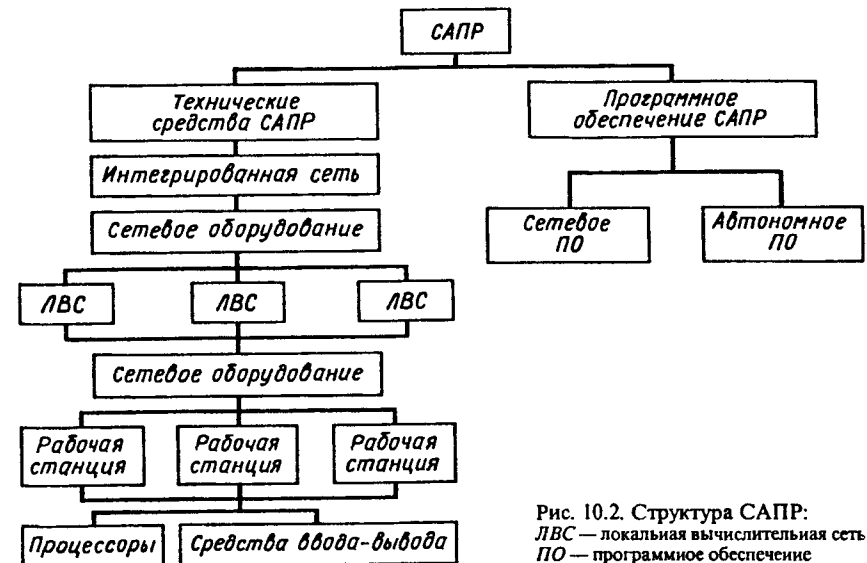 САПР
Технические
средства САПР
Программное
обеспечение САПР
Интегрированная сеть
Сетевое оборудование
Сетевое
ПО
Автономное
ПО
ЛВС
ЛВС
ЛВС
Сетевое оборудование
Рабочая
станция
Рабочая
станция
Рабочая
станция
Процессоры
Средства ввода-вывода
Рис. 10.2. Структура САПР:
ЛВС — локальная вычислительная сеть
ПО — программное обеспечение